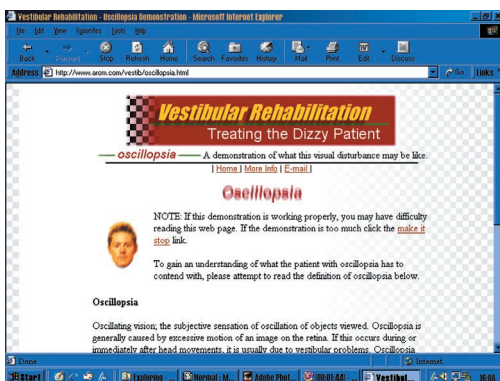 Vestibular Rehabilitation - Oscillopsia Demonstration - Microsoft Internet Explorer
File Edit View Favorites Tools Help
Back Forward Stop Refresh Home Search Favorites History Mail Print Edit Discuss
Address http://www.arom.com/vestib/oscillopsia.html Go Links
Vestibular Rehabilitation
Treating the Dizzy Patient
oscillopsia A demonstration of what this visual disturbance may be like.
| Home | More Info | E-mail |
Oscillopsia
NOTE: If this demonstration is working properly, you may have difficulty
reading this web page. If the demonstration is too much click the make it
stop link.
To gain an understanding of what the patient with oscillopsia has to
contend with, please attempt to read the definition of oscillopsia below.
Oscillopsia
Oscillating vision; the subjective sensation of oscillation of objects viewed. Oscillopsia is
generally caused by excessive motion of an image on the retina. If this occurs during or
immediately after head movements, it is usually due to vestibular problems. Oscillopsia
Done Internet
Start Exploring - ... Normal : M... Adobe Phot... Vestibul... 16:09